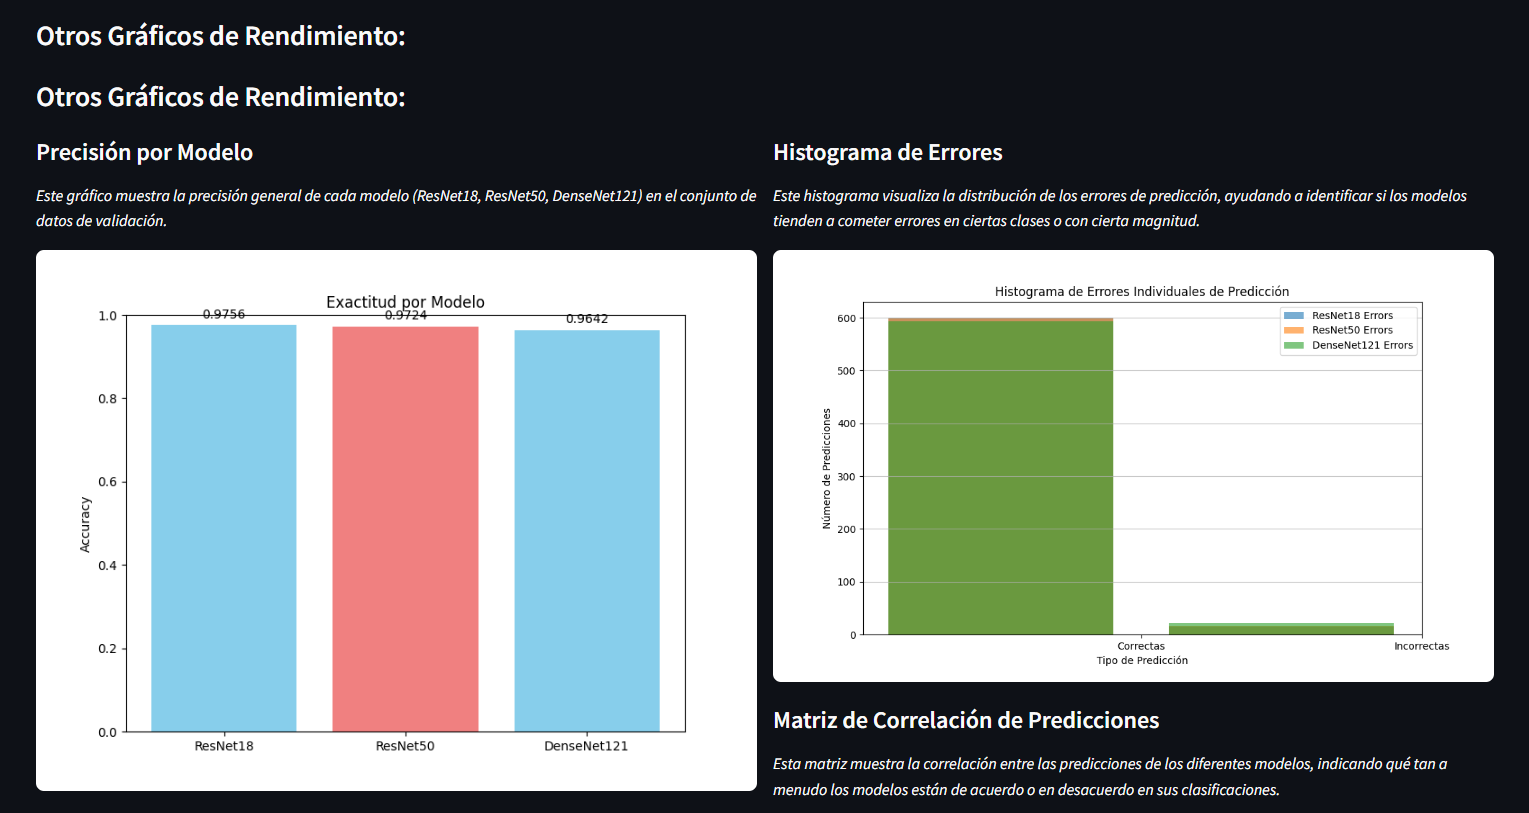 Otros Gráficos de Rendimiento:
Otros Gráficos de Rendimiento:
Precisión por Modelo
Este gráfico muestra la precisión general de cada modelo (ResNet18, ResNet50, DenseNet121) en el conjunto de
datos de validación.
Exactitud por Modelo
0.9756
0.9724
0.9642
1.0
0.8
0.6
0.4
0.2
0.0
Accuracy
ResNet18
ResNet50
DenseNet121
Histograma de Errores
Este histograma visualiza la distribución de los errores de predicción, ayudando a identificar si los modelos
tienden a cometer errores en ciertas clases o con cierta magnitud.
Histograma de Errores Individuales de Predicción
ResNet18 Errors
ResNet50 Errors
DenseNet121 Errors
600
500
400
300
200
100
0
Número de Predicciones
Correctas
Incorrectas
Tipo de Predicción
Matriz de Correlación de Predicciones
Esta matriz muestra la correlación entre las predicciones de los diferentes modelos, indicando qué tan a
menudo los modelos están de acuerdo o en desacuerdo en sus clasificaciones.